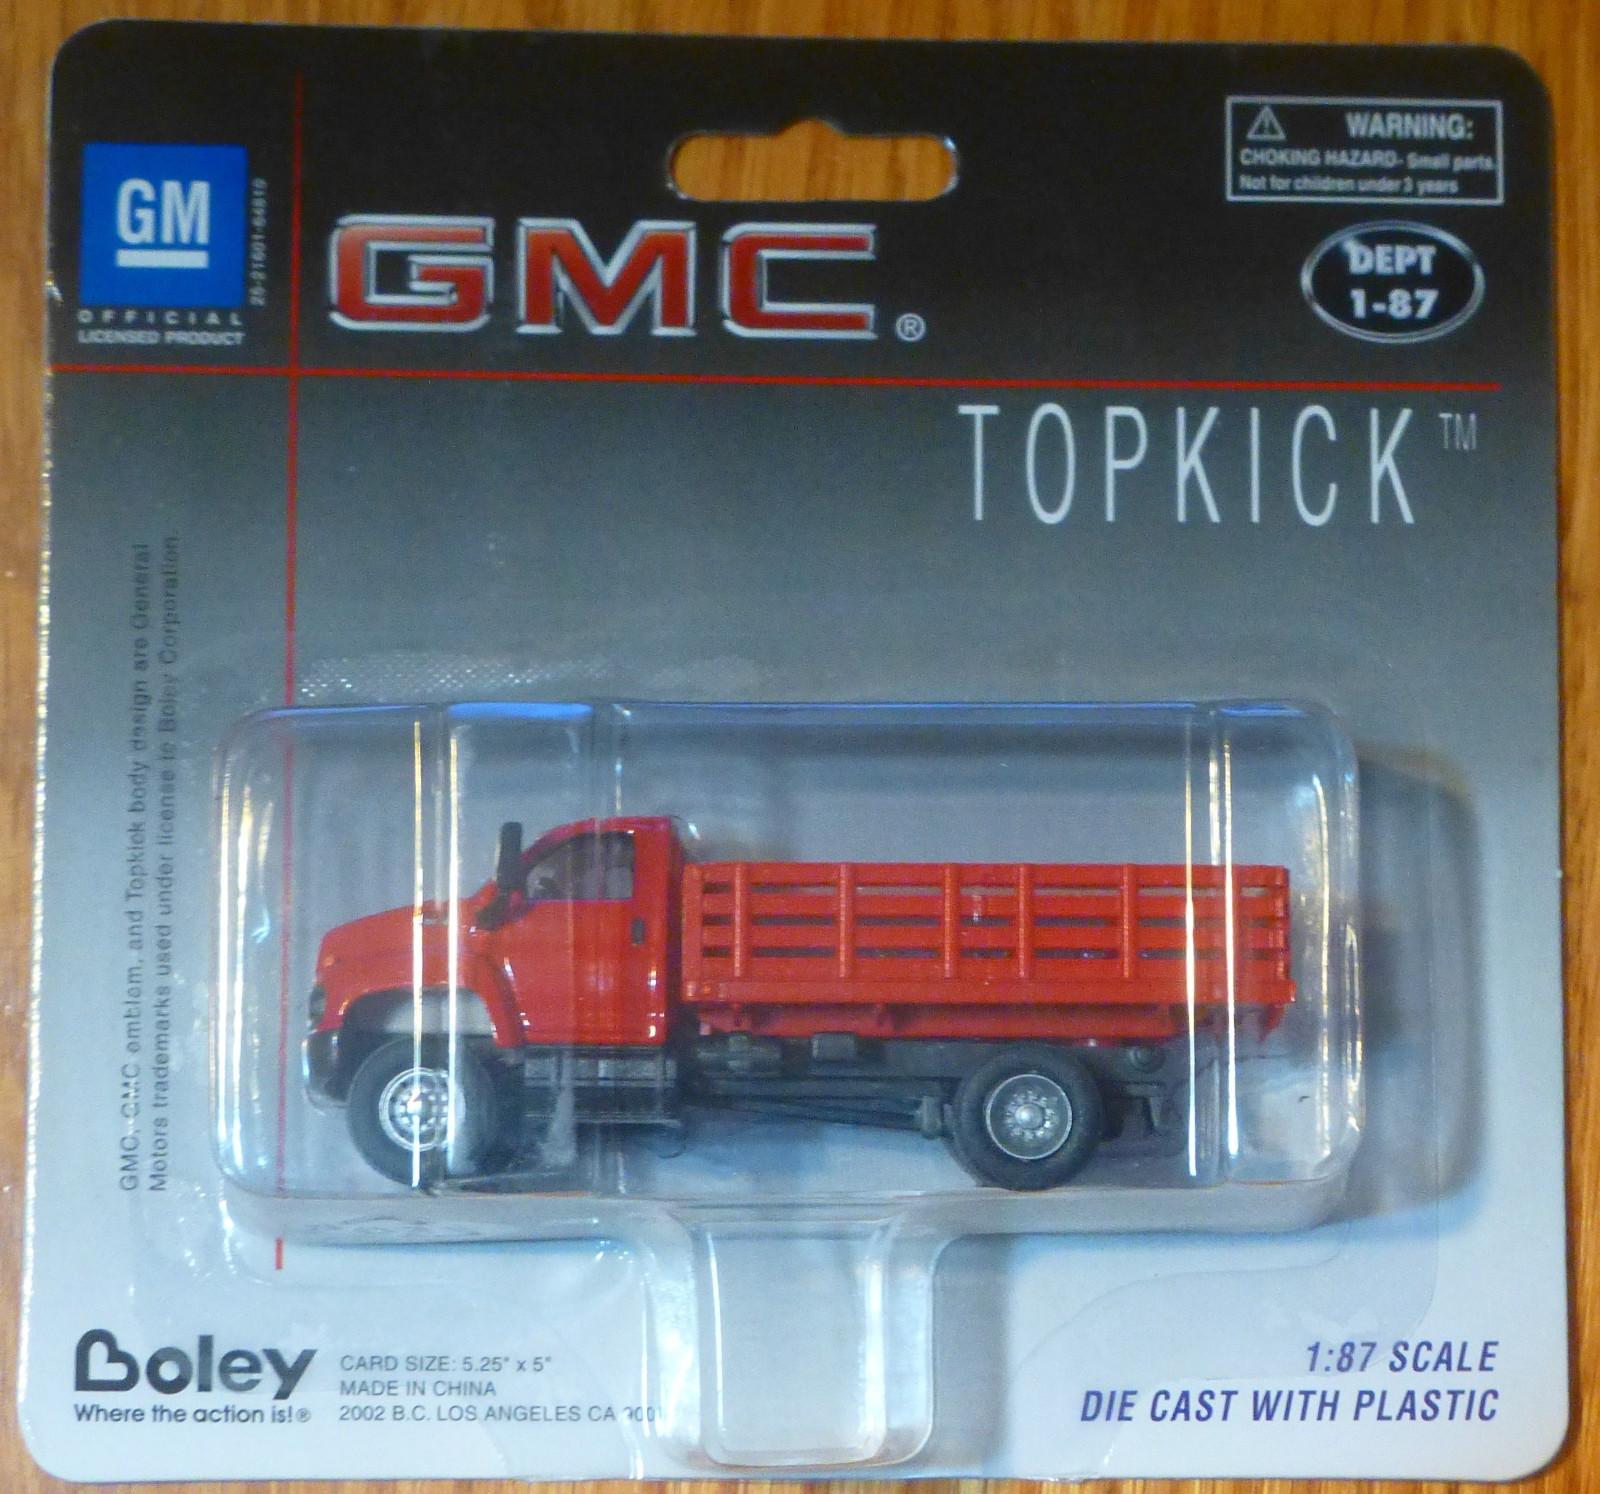 WARNING:
CHOKING HAZARD- Small parts.
Not for children under 3 years
GM
OFFICIAL
LICENSED PRODUCT
GMC®
DEPT
1-87
TOPKICK™
GMC, GMC emblem, and Topkick body design are General
Motors trademarks used under license to Boley Corporation.
Boley
Where the action is!®
CARD SIZE: 5.25" x 5"
MADE IN CHINA
2002 B.C. LOS ANGELES CA
1:87 SCALE
DIE CAST WITH PLASTIC